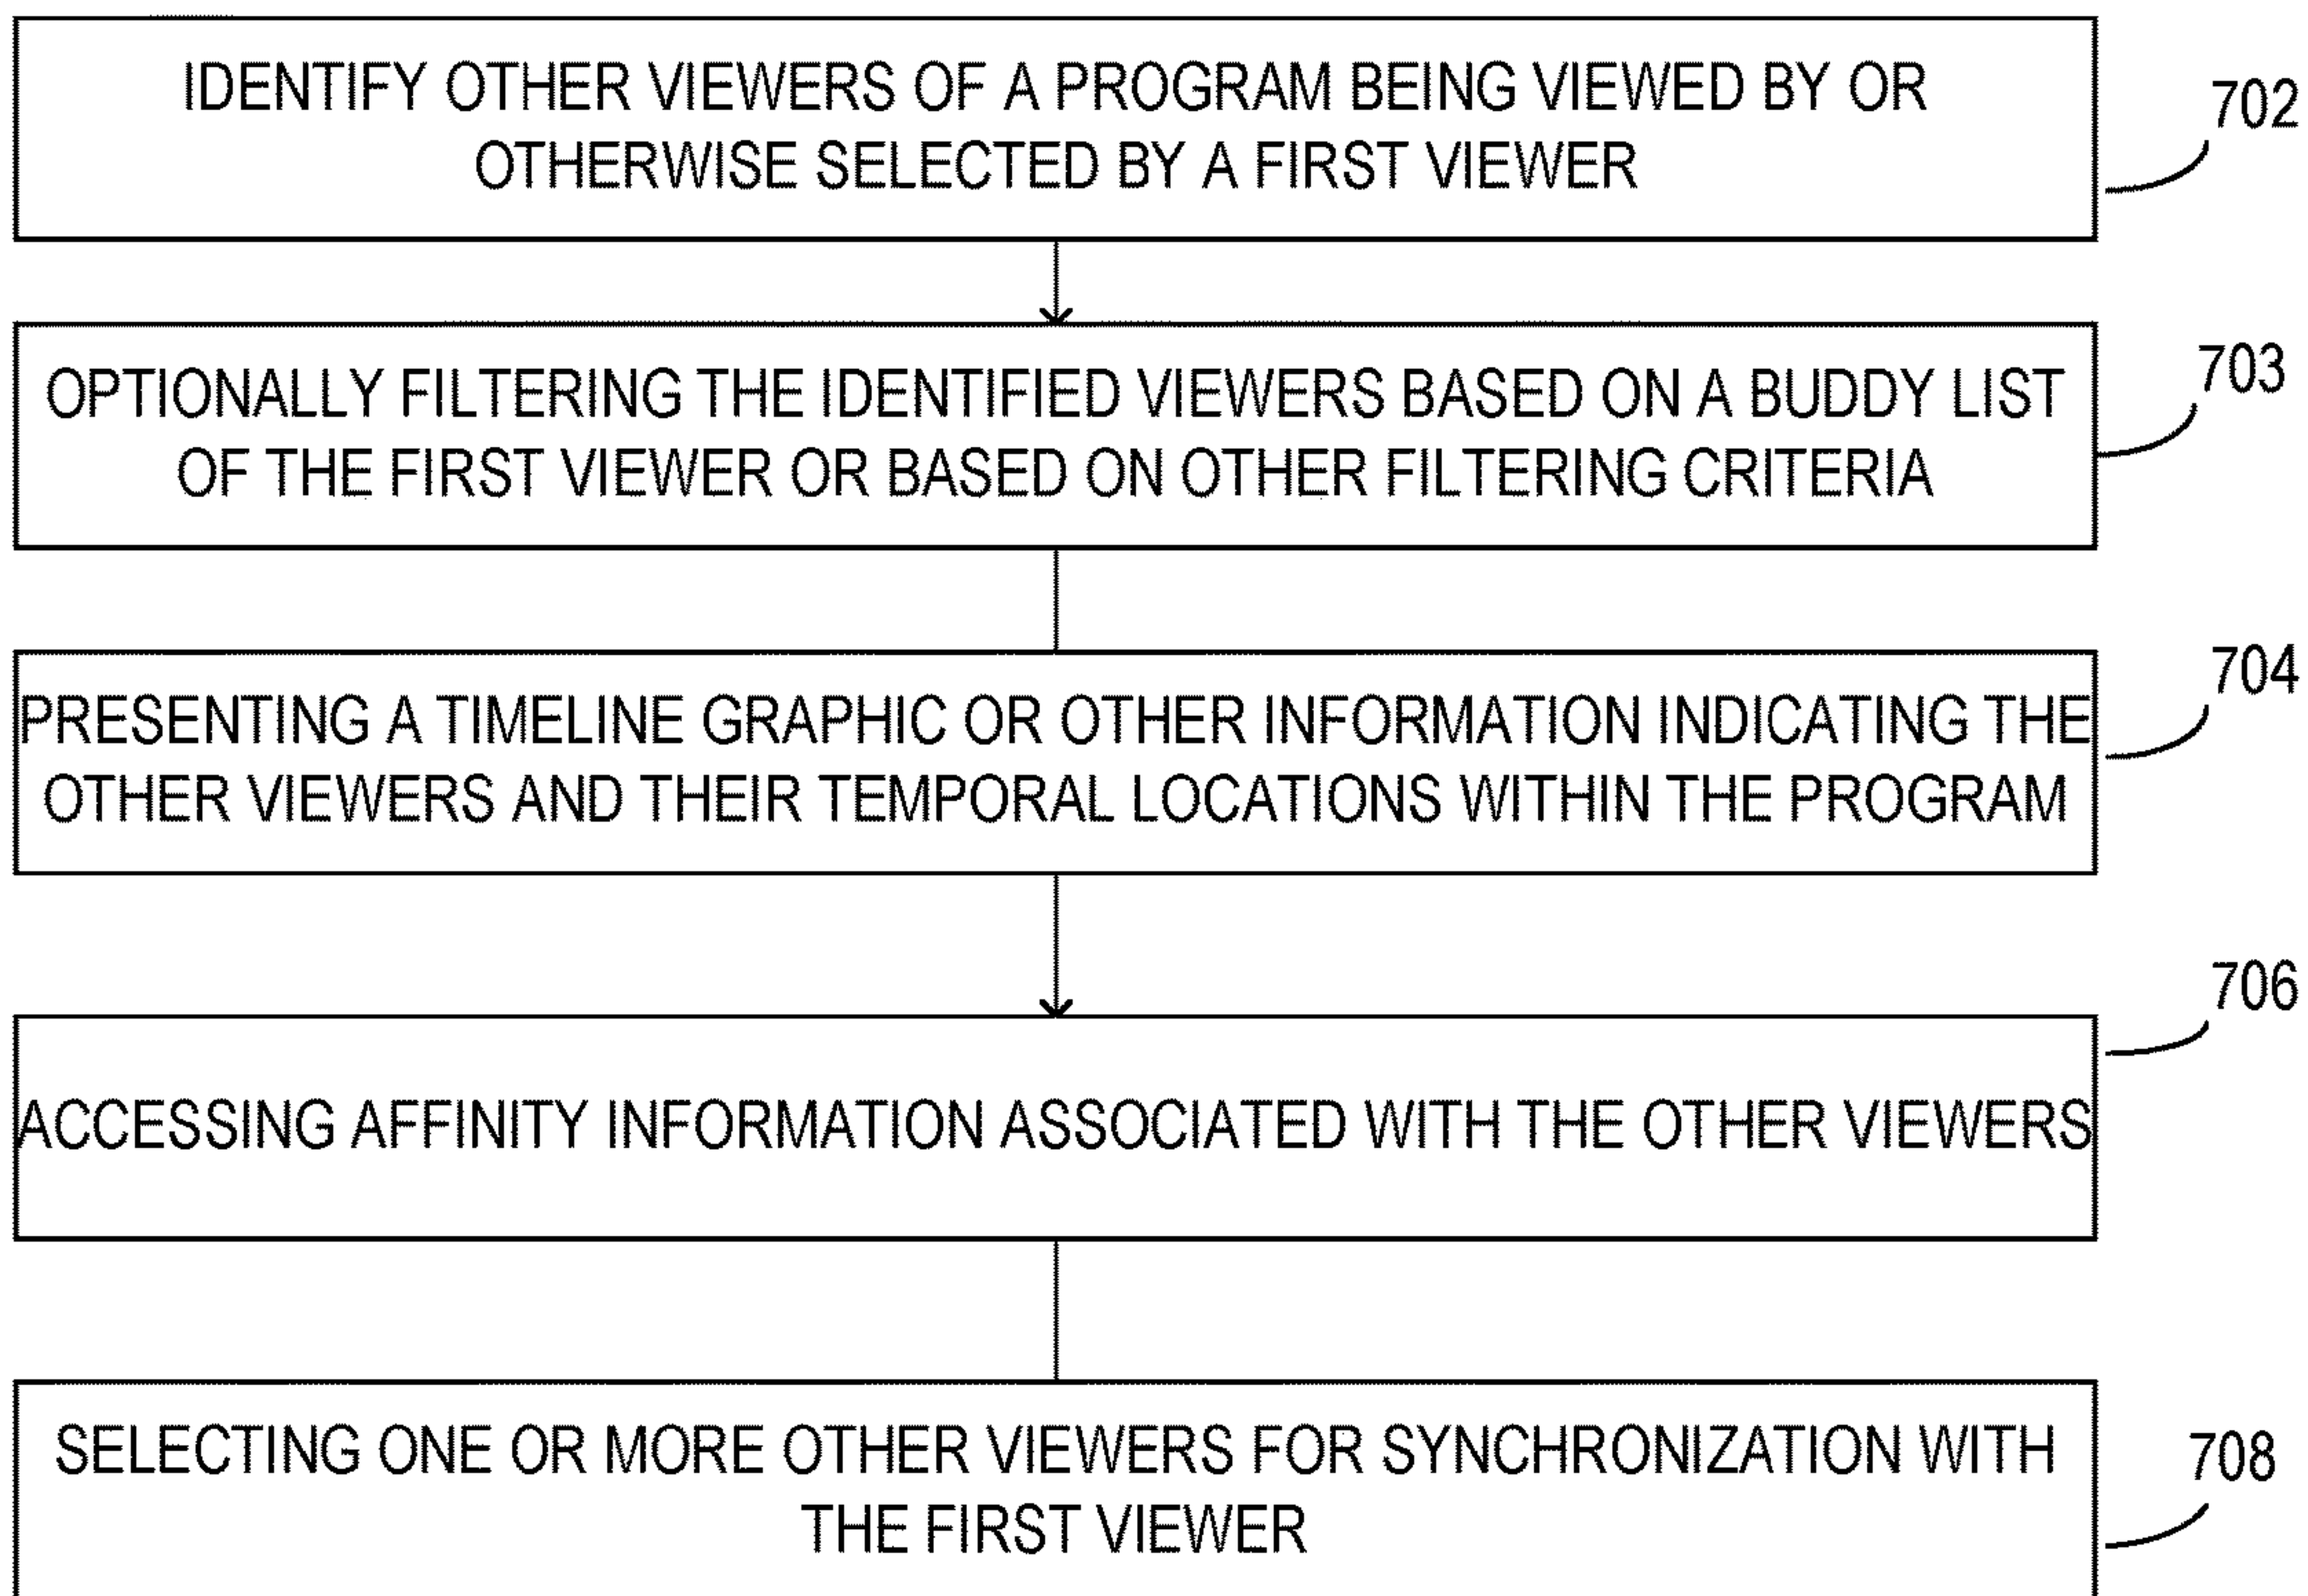 IDENTIFY OTHER VIEWERS OF A PROGRAM BEING VIEWED BY OR
OTHERWISE SELECTED BY A FIRST VIEWER
702
OPTIONALLY FILTERING THE IDENTIFIED VIEWERS BASED ON A BUDDY LIST
OF THE FIRST VIEWER OR BASED ON OTHER FILTERING CRITERIA
703
PRESENTING A TIMELINE GRAPHIC OR OTHER INFORMATION INDICATING THE
OTHER VIEWERS AND THEIR TEMPORAL LOCATIONS WITHIN THE PROGRAM
704
ACCESSING AFFINITY INFORMATION ASSOCIATED WITH THE OTHER VIEWERS
706
SELECTING ONE OR MORE OTHER VIEWERS FOR SYNCHRONIZATION WITH
THE FIRST VIEWER
708